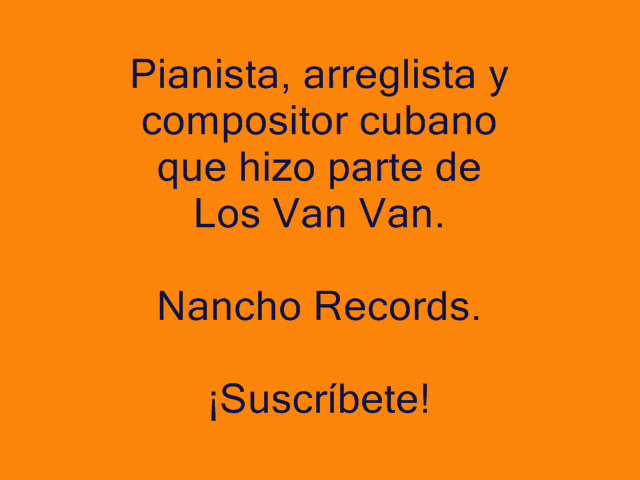 Pianista, arreglista y
compositor cubano
que hizo parte de
Los Van Van.
Nancho Records.
¡Suscríbete!